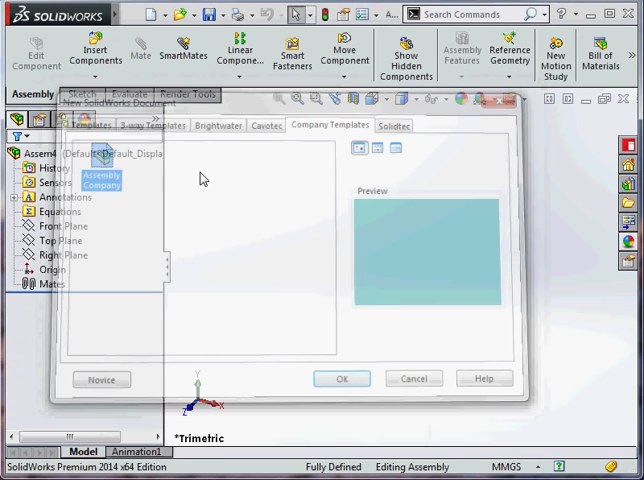 SOLIDWORKS
A...
Search Commands
Edit Component
Insert Components
Mate
SmartMates
Linear Compone...
Smart Fasteners
Move Component
Show Hidden Components
Assembly Features
Reference Geometry
New Motion Study
Bill of Materials
Assembly Sketch Evaluate Render Tools
New SolidWorks Document
Templates 3-way Templates Brightwater Cavotec Company Templates Solidtec
Assem4 (Default<Default_Displa
History
Sensors
Annotations
Equations
Front Plane
Top Plane
Right Plane
Origin
Mates
Assembly Company
Preview
Novice
OK
Cancel
Help
Y
X
Z
*Trimetric
Model Animation1
SolidWorks Premium 2014 x64 Edition Fully Defined Editing Assembly MMGS